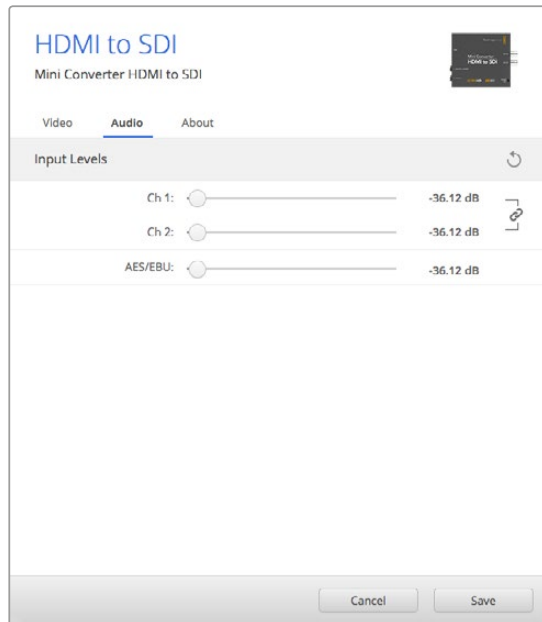 HDMI to SDI
Mini Converter HDMI to SDI
Video Audio About
Input Levels
Ch 1: -36.12 dB
Ch 2: -36.12 dB
AES/EBU: -36.12 dB
Cancel Save